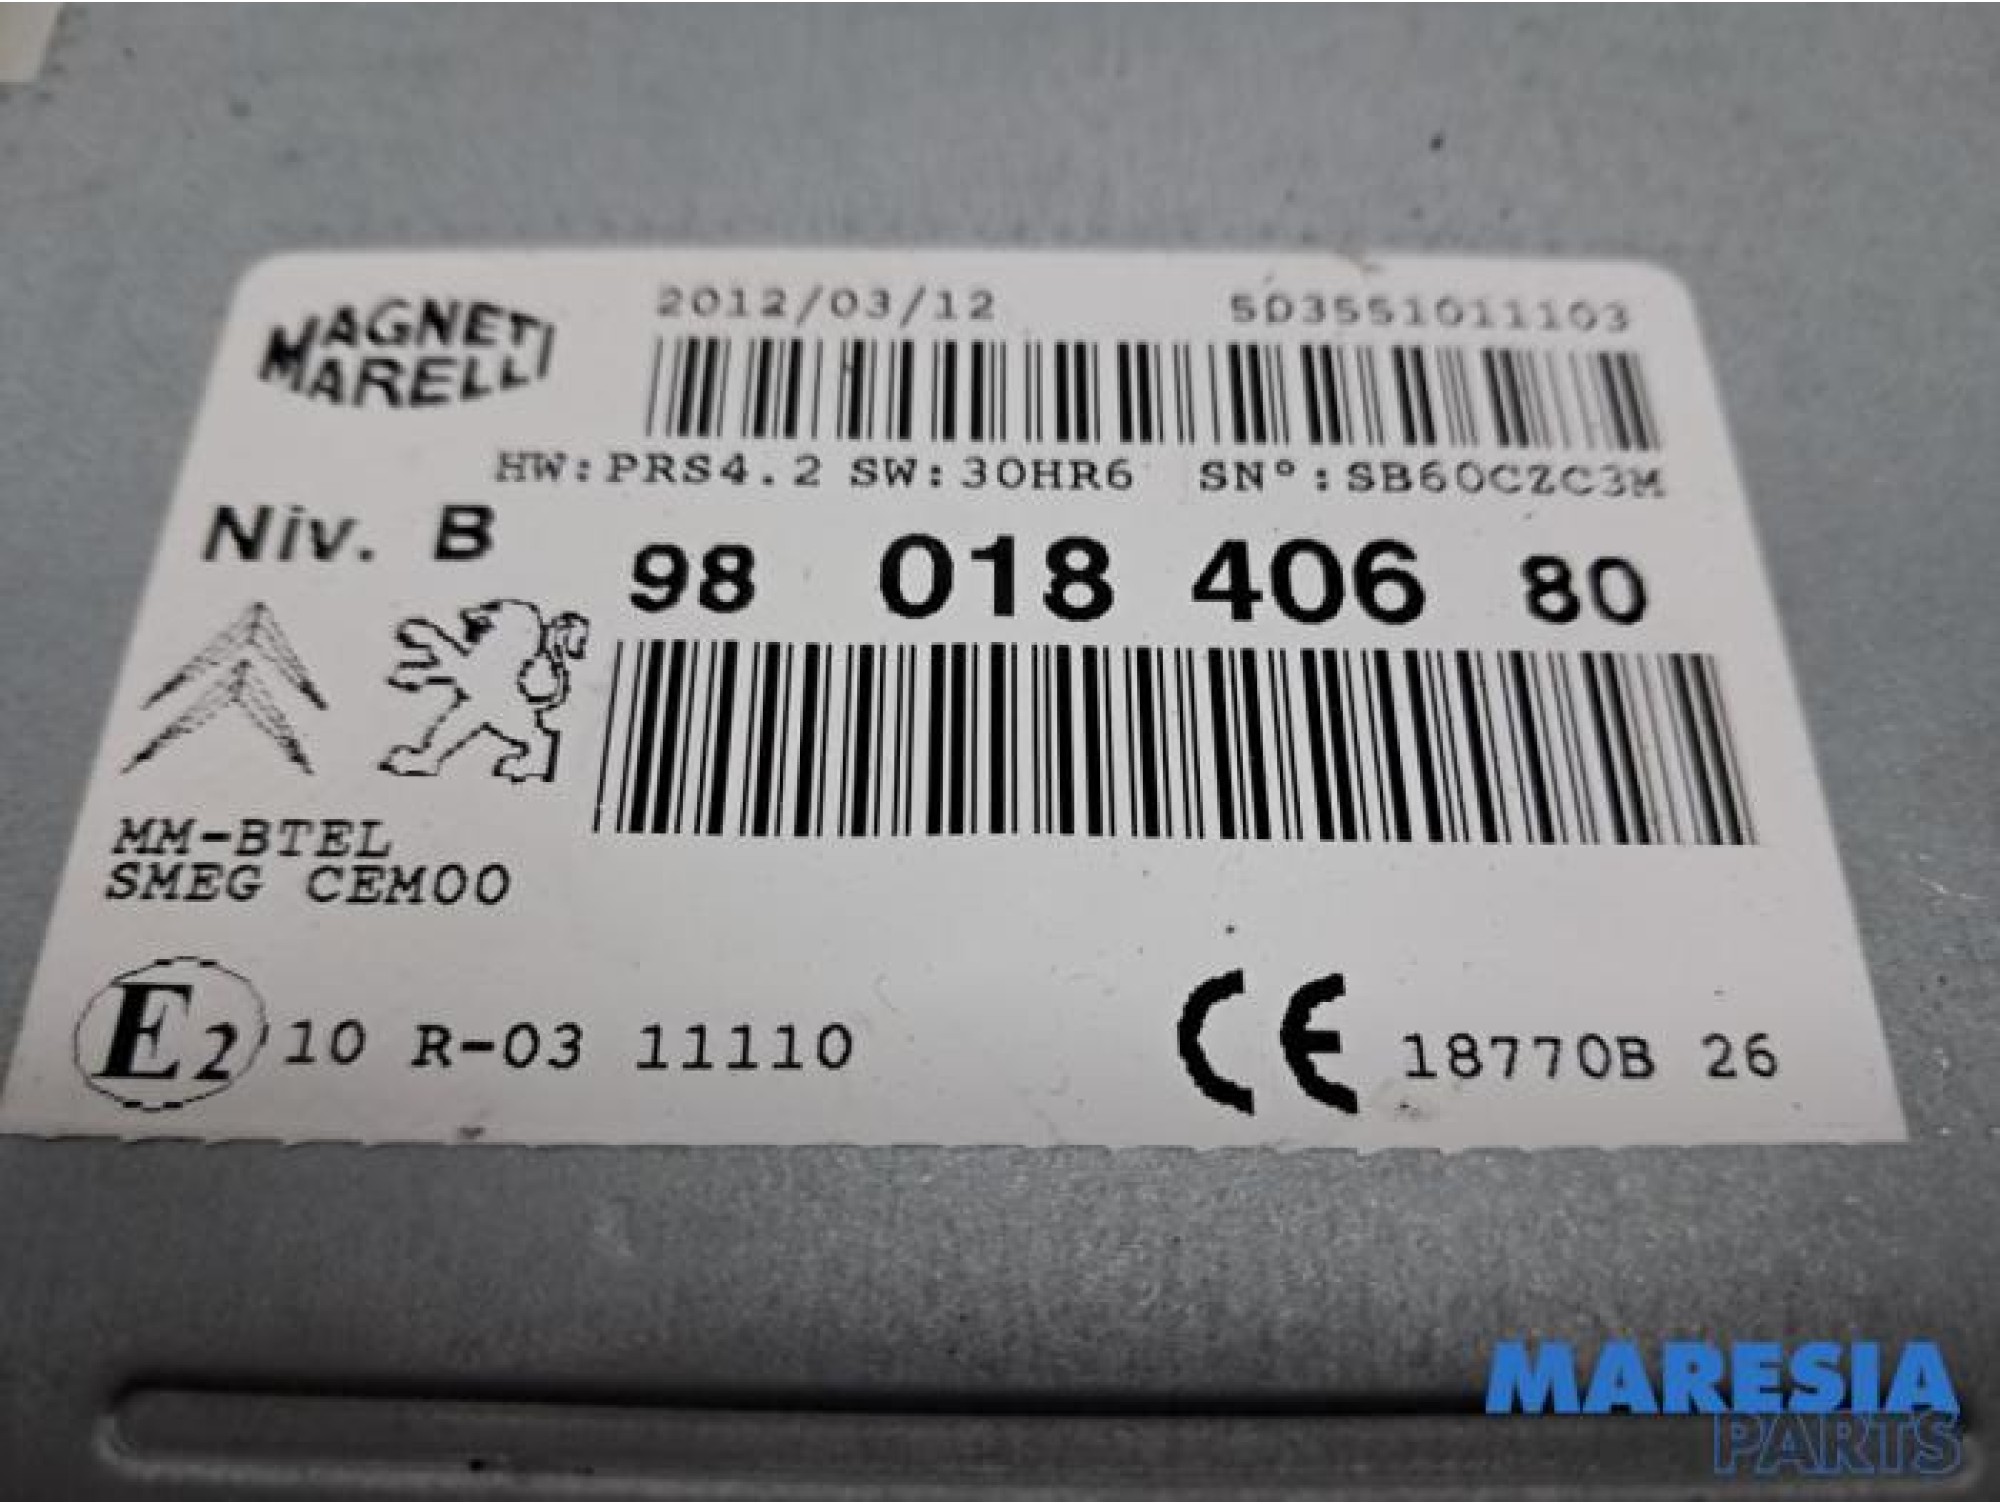 MAGNETI
MARELLI
2012/03/12 503551011103
HW:PRS4.2 SW:30HR6 SN°:SB60CZC3M
Niv. B 98 018 406 80
MM-BTEL
SMEG CEM00
E2 10 R-03 11110 CE 18770B 26
MARESIA
PARTS